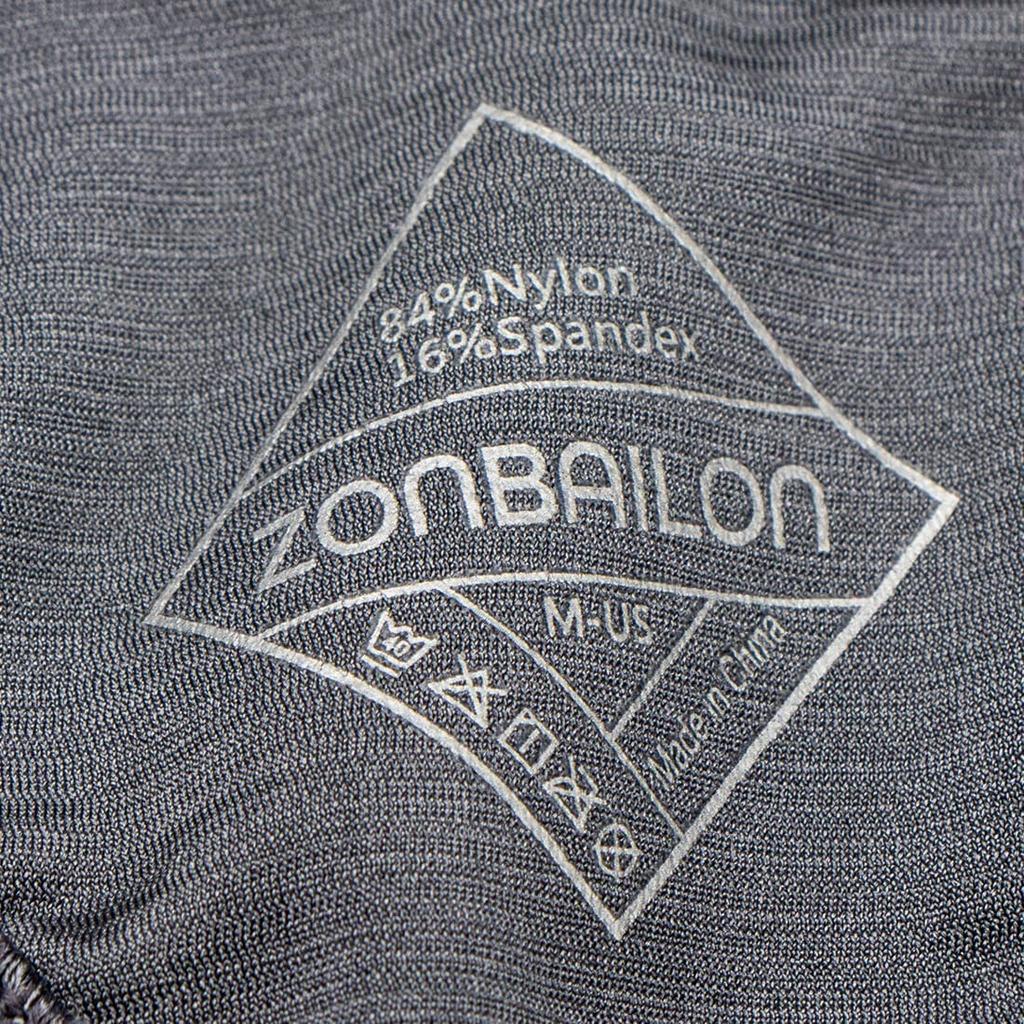 84%Nylon
16%Spandex
ZONBAILON
M-US
Made in China